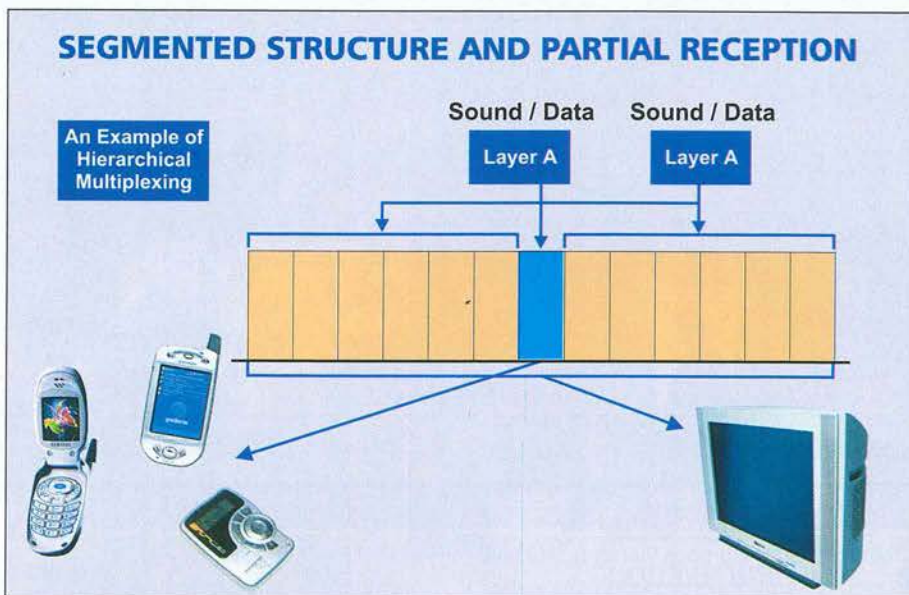 SEGMENTED STRUCTURE AND PARTIAL RECEPTION
Sound / Data Sound / Data
An Example of
Hierarchical
Multiplexing
Layer A Layer A